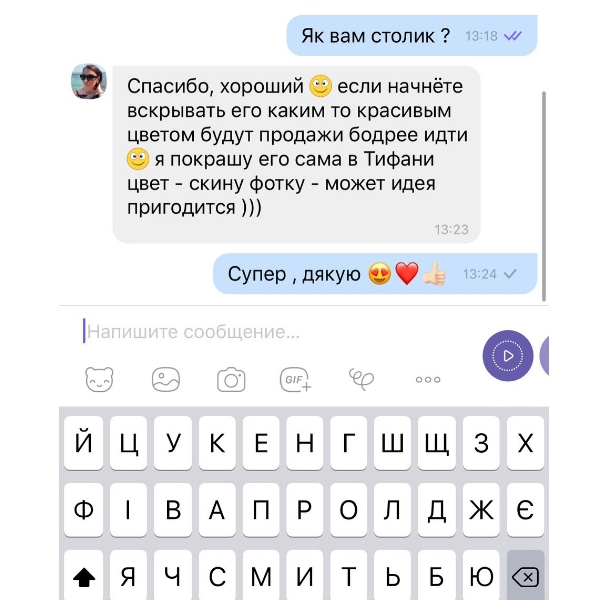 Як вам столик ? 13:18
Спасибо, хороший 🙂 если начнёте
вскрывать его каким то красивым
цветом будут продажи бодрее идти
🙂 я покрашу его сама в Тифани
цвет - скину фотку - может идея
пригодится )))
13:23
Супер , дякую 😍❤️👍🏻 13:24
Напишите сообщение...
GIF
Й Ц У К Е Н Г Ш Щ З Х
Ф І В А П Р О Л Д Ж Є
Я Ч С М И Т Ь Б Ю